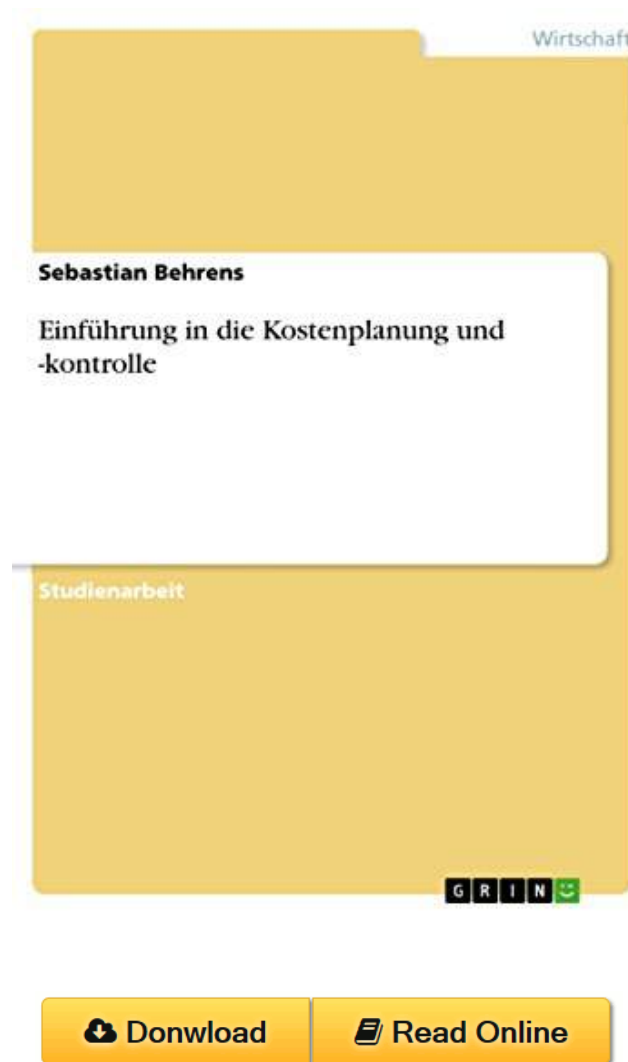 Wirtschaft
Sebastian Behrens
Einführung in die Kostenplanung und
-kontrolle
Studienarbeit
GRIN
Donwload
Read Online